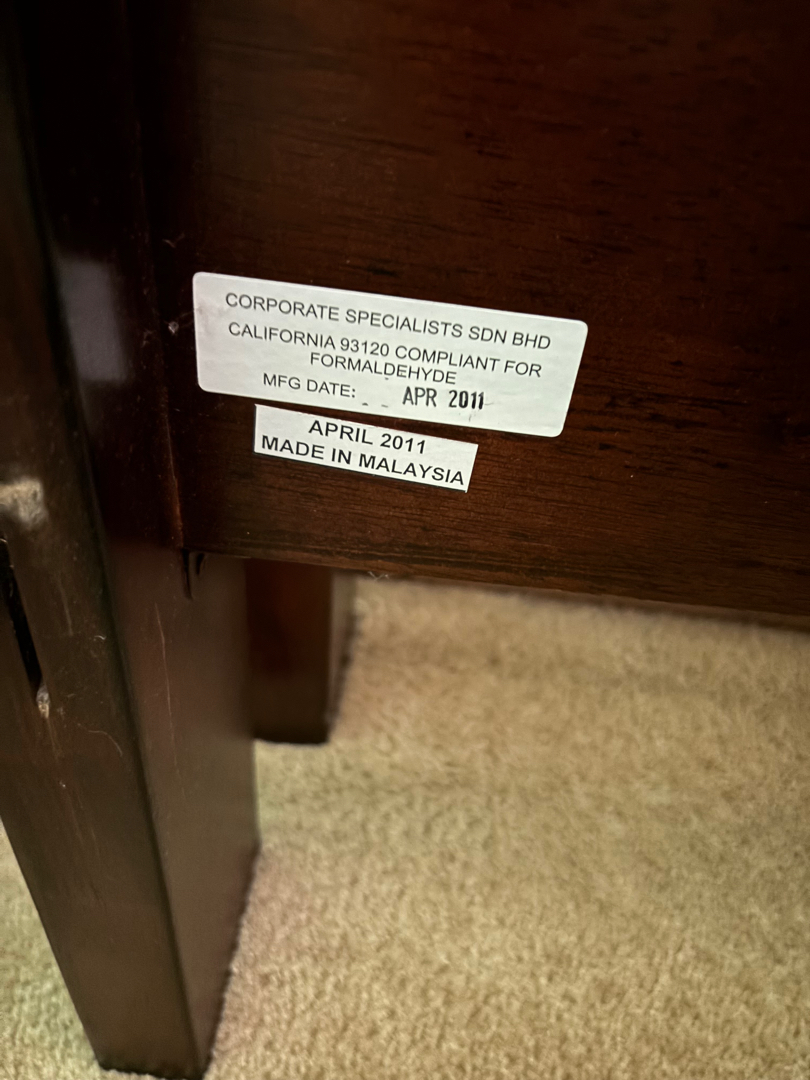 CORPORATE SPECIALISTS SDN BHD
CALIFORNIA 93120 COMPLIANT FOR
FORMALDEHYDE
MFG DATE: _ _ APR 2011
APRIL 2011
MADE IN MALAYSIA